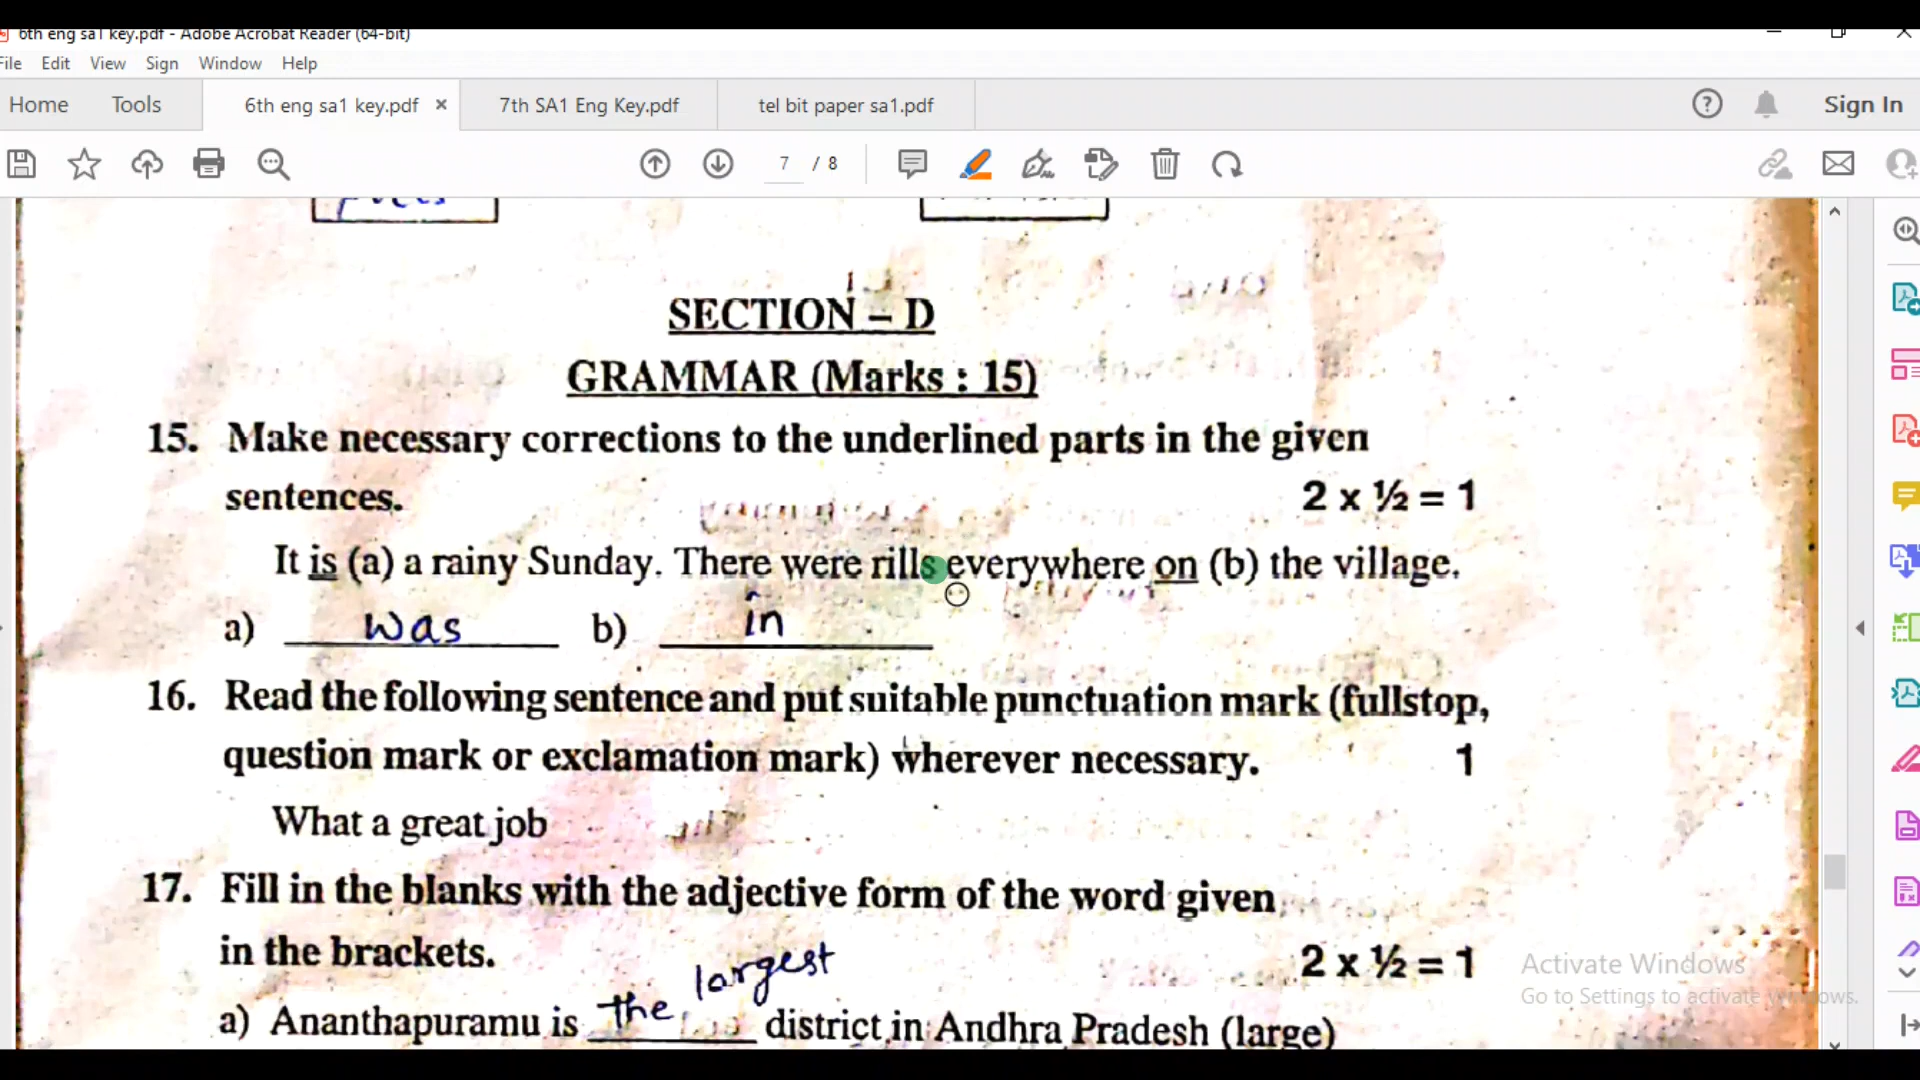 6th eng sa1 key.pdf - Adobe Acrobat Reader (64-bit)
File Edit View Sign Window Help
Home Tools 6th eng sa1 key.pdf × 7th SA1 Eng Key.pdf tel bit paper sa1.pdf Sign In
7 / 8
SECTION – D
GRAMMAR (Marks : 15)
15. Make necessary corrections to the underlined parts in the given
sentences. 2 x ½ = 1
It is (a) a rainy Sunday. There were rills everywhere on (b) the village.
a) was b) in
16. Read the following sentence and put suitable punctuation mark (fullstop,
question mark or exclamation mark) wherever necessary. 1
What a great job
17. Fill in the blanks with the adjective form of the word given
in the brackets. 2 x ½ = 1
a) Ananthapuramu is the largest district in Andhra Pradesh (large)
Activate Windows
Go to Settings to activate Windows.